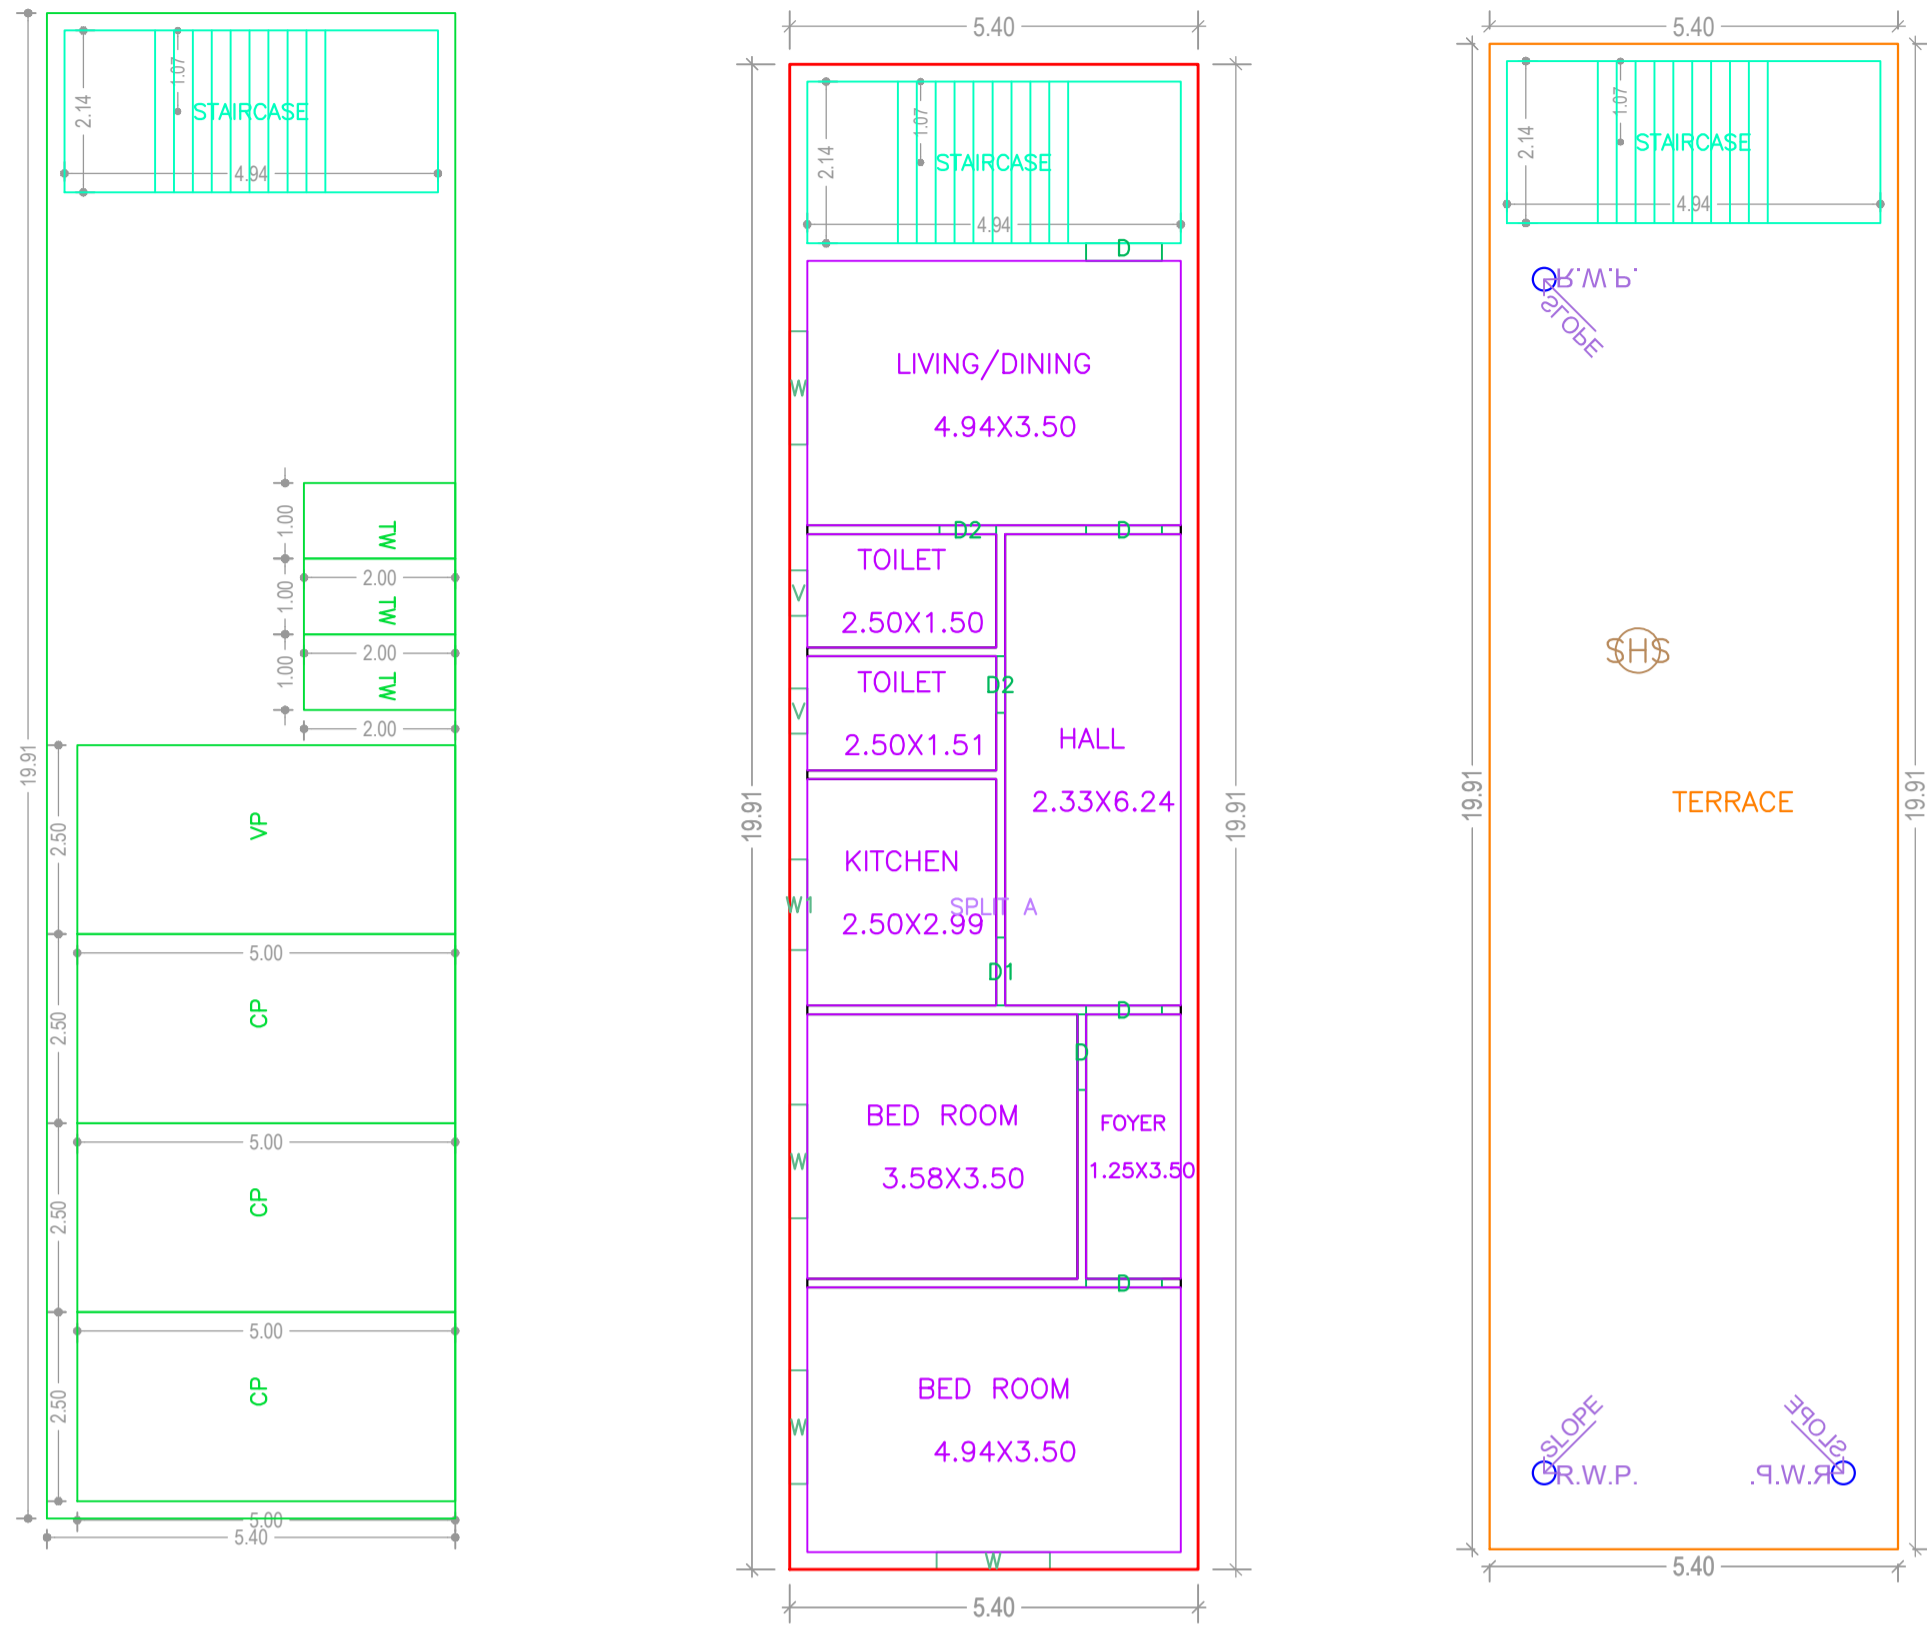 1.07
2.14
STAIRCASE
4.94
1.00
TW
2.00
1.00
TW
2.00
1.00
TW
2.00
19.91
2.50
VP
5.00
2.50
CP
5.00
2.50
CP
5.00
2.50
CP
5.00
5.40
5.40
1.07
2.14
STAIRCASE
4.94
D
LIVING/DINING
W
4.94X3.50
D2
D
TOILET
V
2.50X1.50
TOILET
D2
V
2.50X1.51
HALL
2.33X6.24
19.91
19.91
KITCHEN
W1
SPLIT A
2.50X2.99
D1
D
D
BED ROOM
FOYER
W
3.58X3.50
1.25X3.50
D
BED ROOM
W
4.94X3.50
W
5.40
5.40
1.07
2.14
STAIRCASE
4.94
R.W.P.
SLOPE
SHS
19.91
TERRACE
19.91
SLOPE
SLOPE
R.W.P.
R.W.P.
5.40